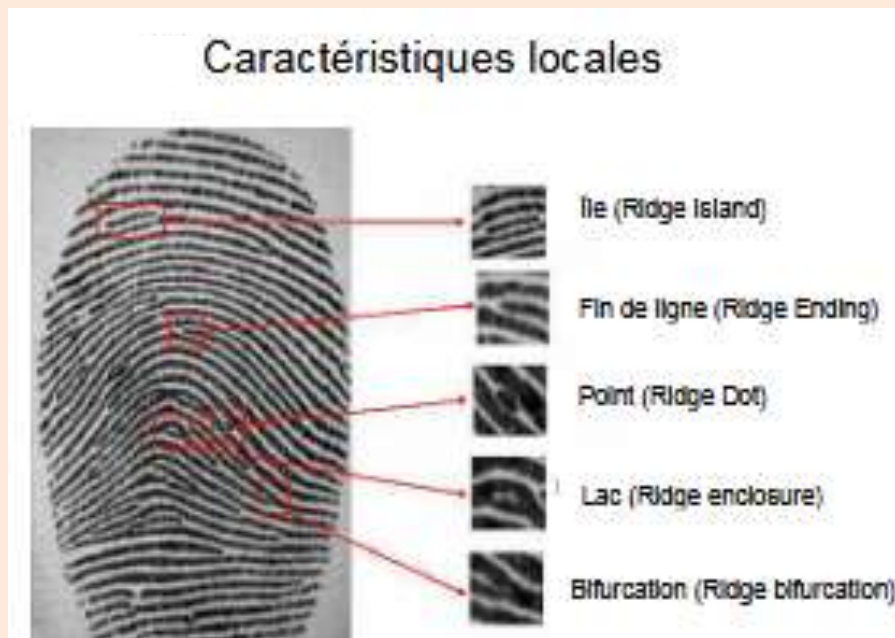 Caractéristiques locales
Île (Ridge Island)
Fin de ligne (Ridge Ending)
Point (Ridge Dot)
Lac (Ridge enclosure)
Bifurcation (Ridge bifurcation)